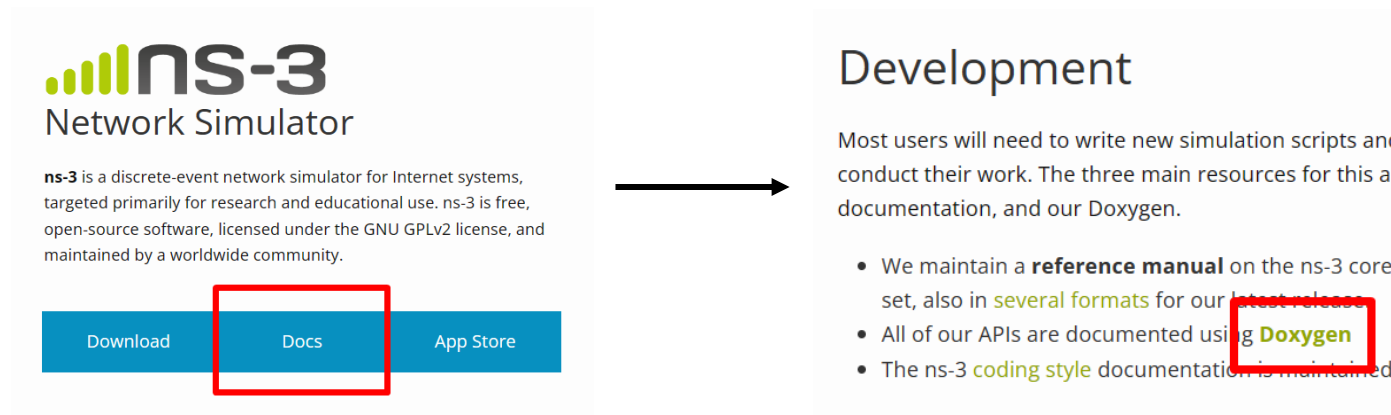 ns-3
Network Simulator
ns-3 is a discrete-event network simulator for Internet systems,
targeted primarily for research and educational use. ns-3 is free,
open-source software, licensed under the GNU GPLv2 license, and
maintained by a worldwide community.
Download
Docs
App Store
Development
Most users will need to write new simulation scripts and
conduct their work. The three main resources for this a
documentation, and our Doxygen.
• We maintain a reference manual on the ns-3 core
set, also in several formats for our latest release.
• All of our APIs are documented using Doxygen
• The ns-3 coding style documentation is maintained